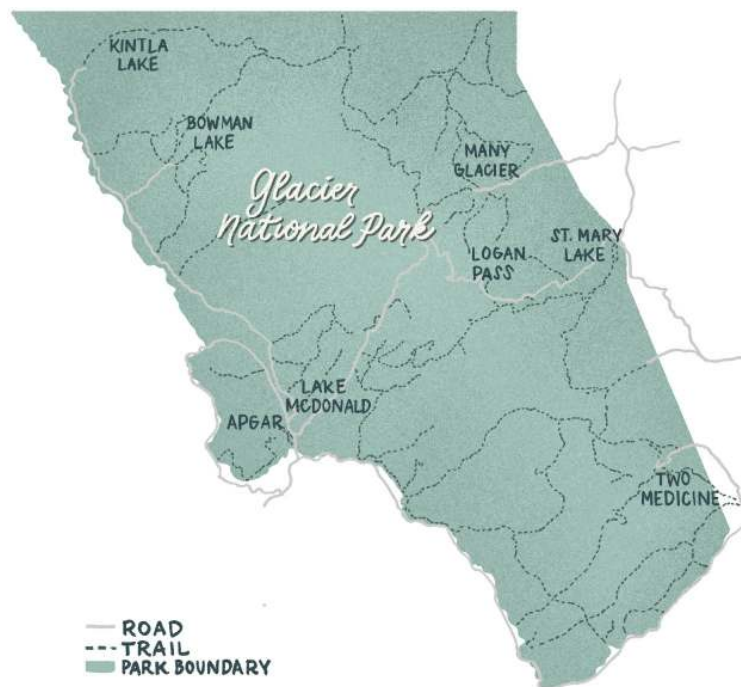 KINTLA
LAKE
BOWMAN
LAKE
MANY
GLACIER
Glacier
National Park
LOGAN
PASS
ST. MARY
LAKE
LAKE
MCDONALD
APGAR
TWO
MEDICINE
ROAD
TRAIL
PARK BOUNDARY